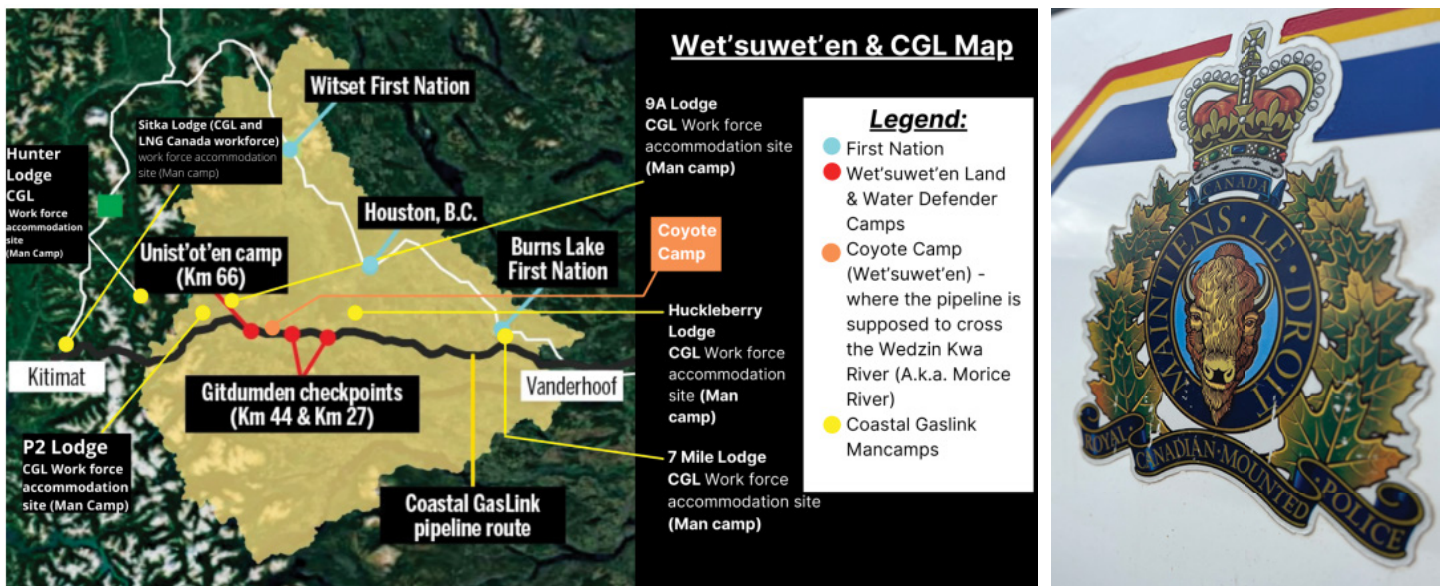 Wet'suwet'en & CGL Map
Witset First Nation
Sitka Lodge (CGL and
LNG Canada workforce)
work force accommodation
site (Man camp)
Hunter
Lodge
CGL
Work force
accommodation
site
(Man Camp)
Houston, B.C.
Unist'ot'en camp
(Km 66)
Burns Lake
First Nation
Kitimat
Gitdumden checkpoints
(Km 44 & Km 27)
Vanderhoof
P2 Lodge
CGL Work force
accommodation
site (Man Camp)
Coastal GasLink
pipeline route
9A Lodge
CGL Work force
accommodation site
(Man camp)
Coyote
Camp
Huckleberry
Lodge
CGL Work force
accommodation
site (Man
camp)
7 Mile Lodge
CGL Work force
accommodation site
(Man camp)
Legend:
First Nation
Wet'suwet'en Land
& Water Defender
Camps
Coyote Camp
(Wet'suwet'en) -
where the pipeline is
supposed to cross
the Wedzin Kwa
River (A.k.a. Morice
River)
Coastal Gaslink
Mancamps
CANADA
MAINTIENS·LE·DROIT
ROYAL·
CANADIAN·MOUNTED
·POLICE